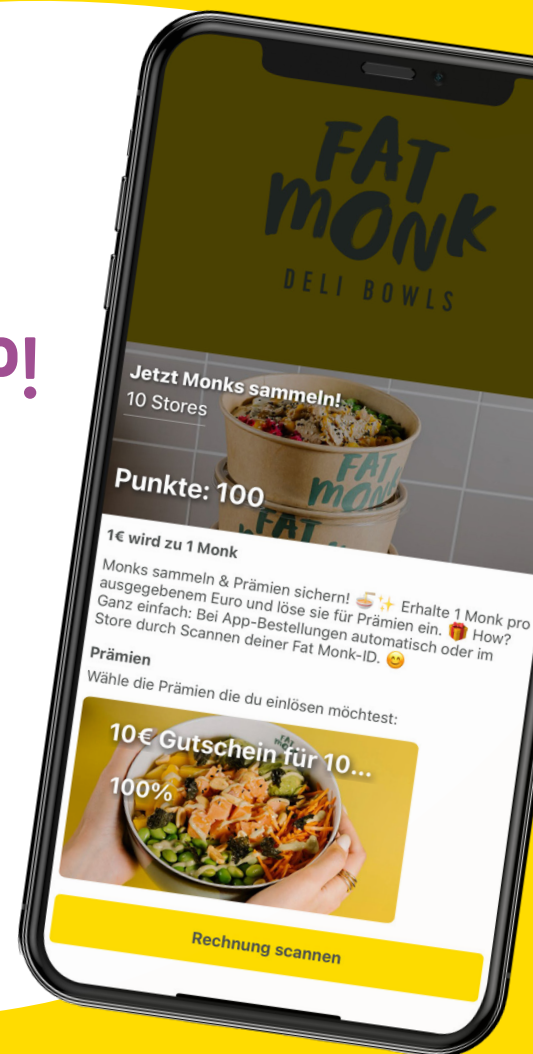 P!
FAT
MONK
DELI BOWLS
Jetzt Monks sammeln!
10 Stores
FAT
Punkte: 100
FAT
1€ wird zu 1 Monk
Monks sammeln & Prämien sichern! 🍜✨ Erhalte 1 Monk pro
ausgegebenem Euro und löse sie für Prämien ein. 🎁 How?
Ganz einfach: Bei App-Bestellungen automatisch oder im
Store durch Scannen deiner Fat Monk-ID. 😊
Prämien
Wähle die Prämien die du einlösen möchtest:
10€ Gutschein für 10...
100%
Rechnung scannen